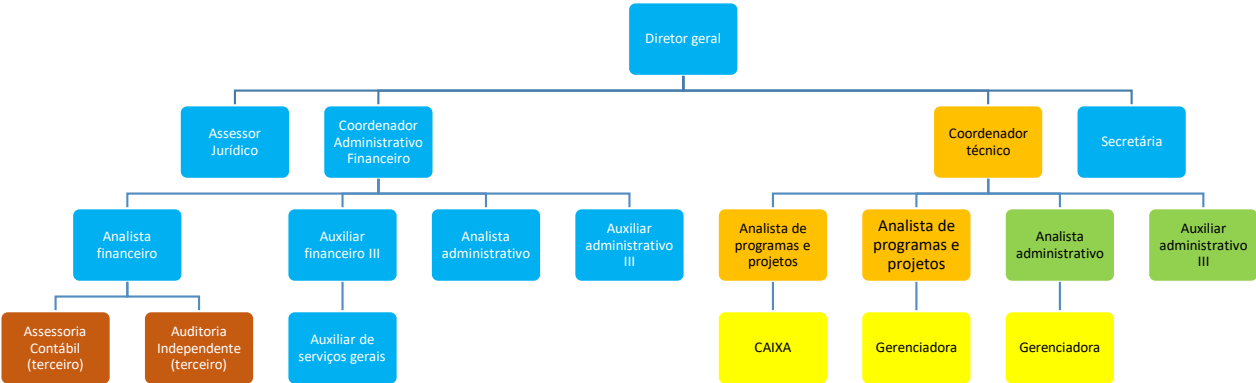 Diretor geral
Assessor
Jurídico
Coordenador
Administrativo
Financeiro
Coordenador
técnico
Secretária
Analista
financeiro
Auxiliar
financeiro III
Analista
administrativo
Auxiliar
administrativo
III
Analista de
programas e
projetos
Analista de
programas e
projetos
Analista
administrativo
Auxiliar
administrativo
III
Assessoria
Contábil
(terceiro)
Auditoria
Independente
(terceiro)
Auxiliar de
serviços gerais
CAIXA
Gerenciadora
Gerenciadora